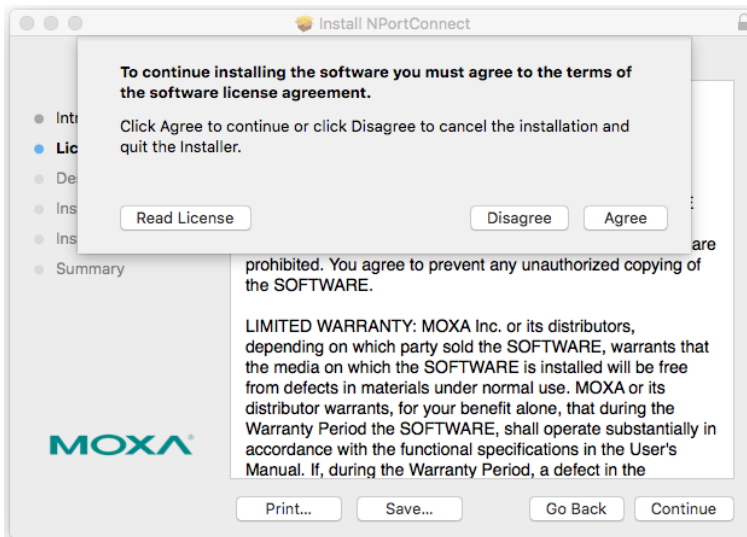 Install NPortConnect
To continue installing the software you must agree to the terms of
the software license agreement.
Click Agree to continue or click Disagree to cancel the installation and
quit the Installer.
Read License
Disagree
Agree
Summary
are
prohibited. You agree to prevent any unauthorized copying of
the SOFTWARE.
LIMITED WARRANTY: MOXA Inc. or its distributors,
depending on which party sold the SOFTWARE, warrants that
the media on which the SOFTWARE is installed will be free
from defects in materials under normal use. MOXA or its
distributor warrants, for your benefit alone, that during the
Warranty Period the SOFTWARE, shall operate substantially in
accordance with the functional specifications in the User's
Manual. If, during the Warranty Period, a defect in the
MOXA
Print...
Save...
Go Back
Continue